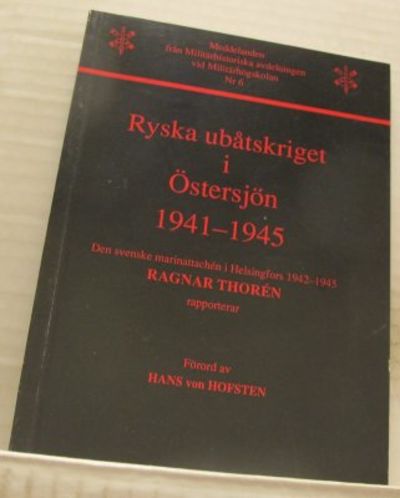 Meddelanden
från Militärhistoriska avdelningen
vid Militärhögskolan
Nr 6
Ryska ubåtskriget
i
Östersjön
1941–1945
Den svenske marinattachén i Helsingfors 1942–1945
RAGNAR THORÉN
rapporterar
Förord av
HANS von HOFSTEN